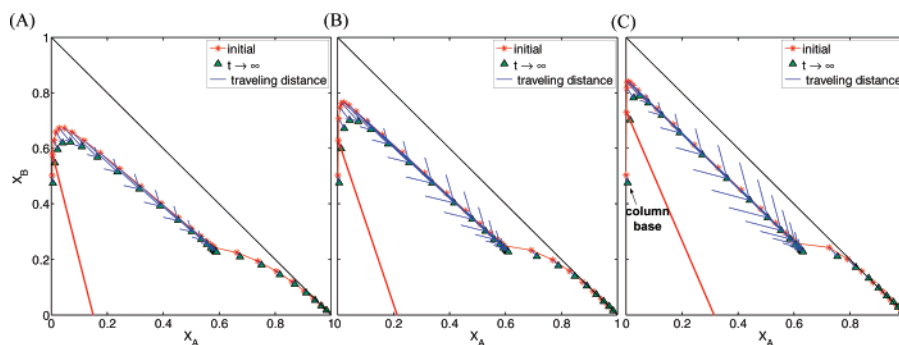 (A)
(B)
(C)
initial
t → ∞
traveling distance
initial
t → ∞
traveling distance
initial
t → ∞
traveling distance
1
0.8
0.6
0.4
0.2
0
X_B
column
base
0 0.2 0.4 0.6 0.8 1
0 0.2 0.4 0.6 0.8 1
0.2 0.4 0.6 0.8
X_A
X_A
X_A